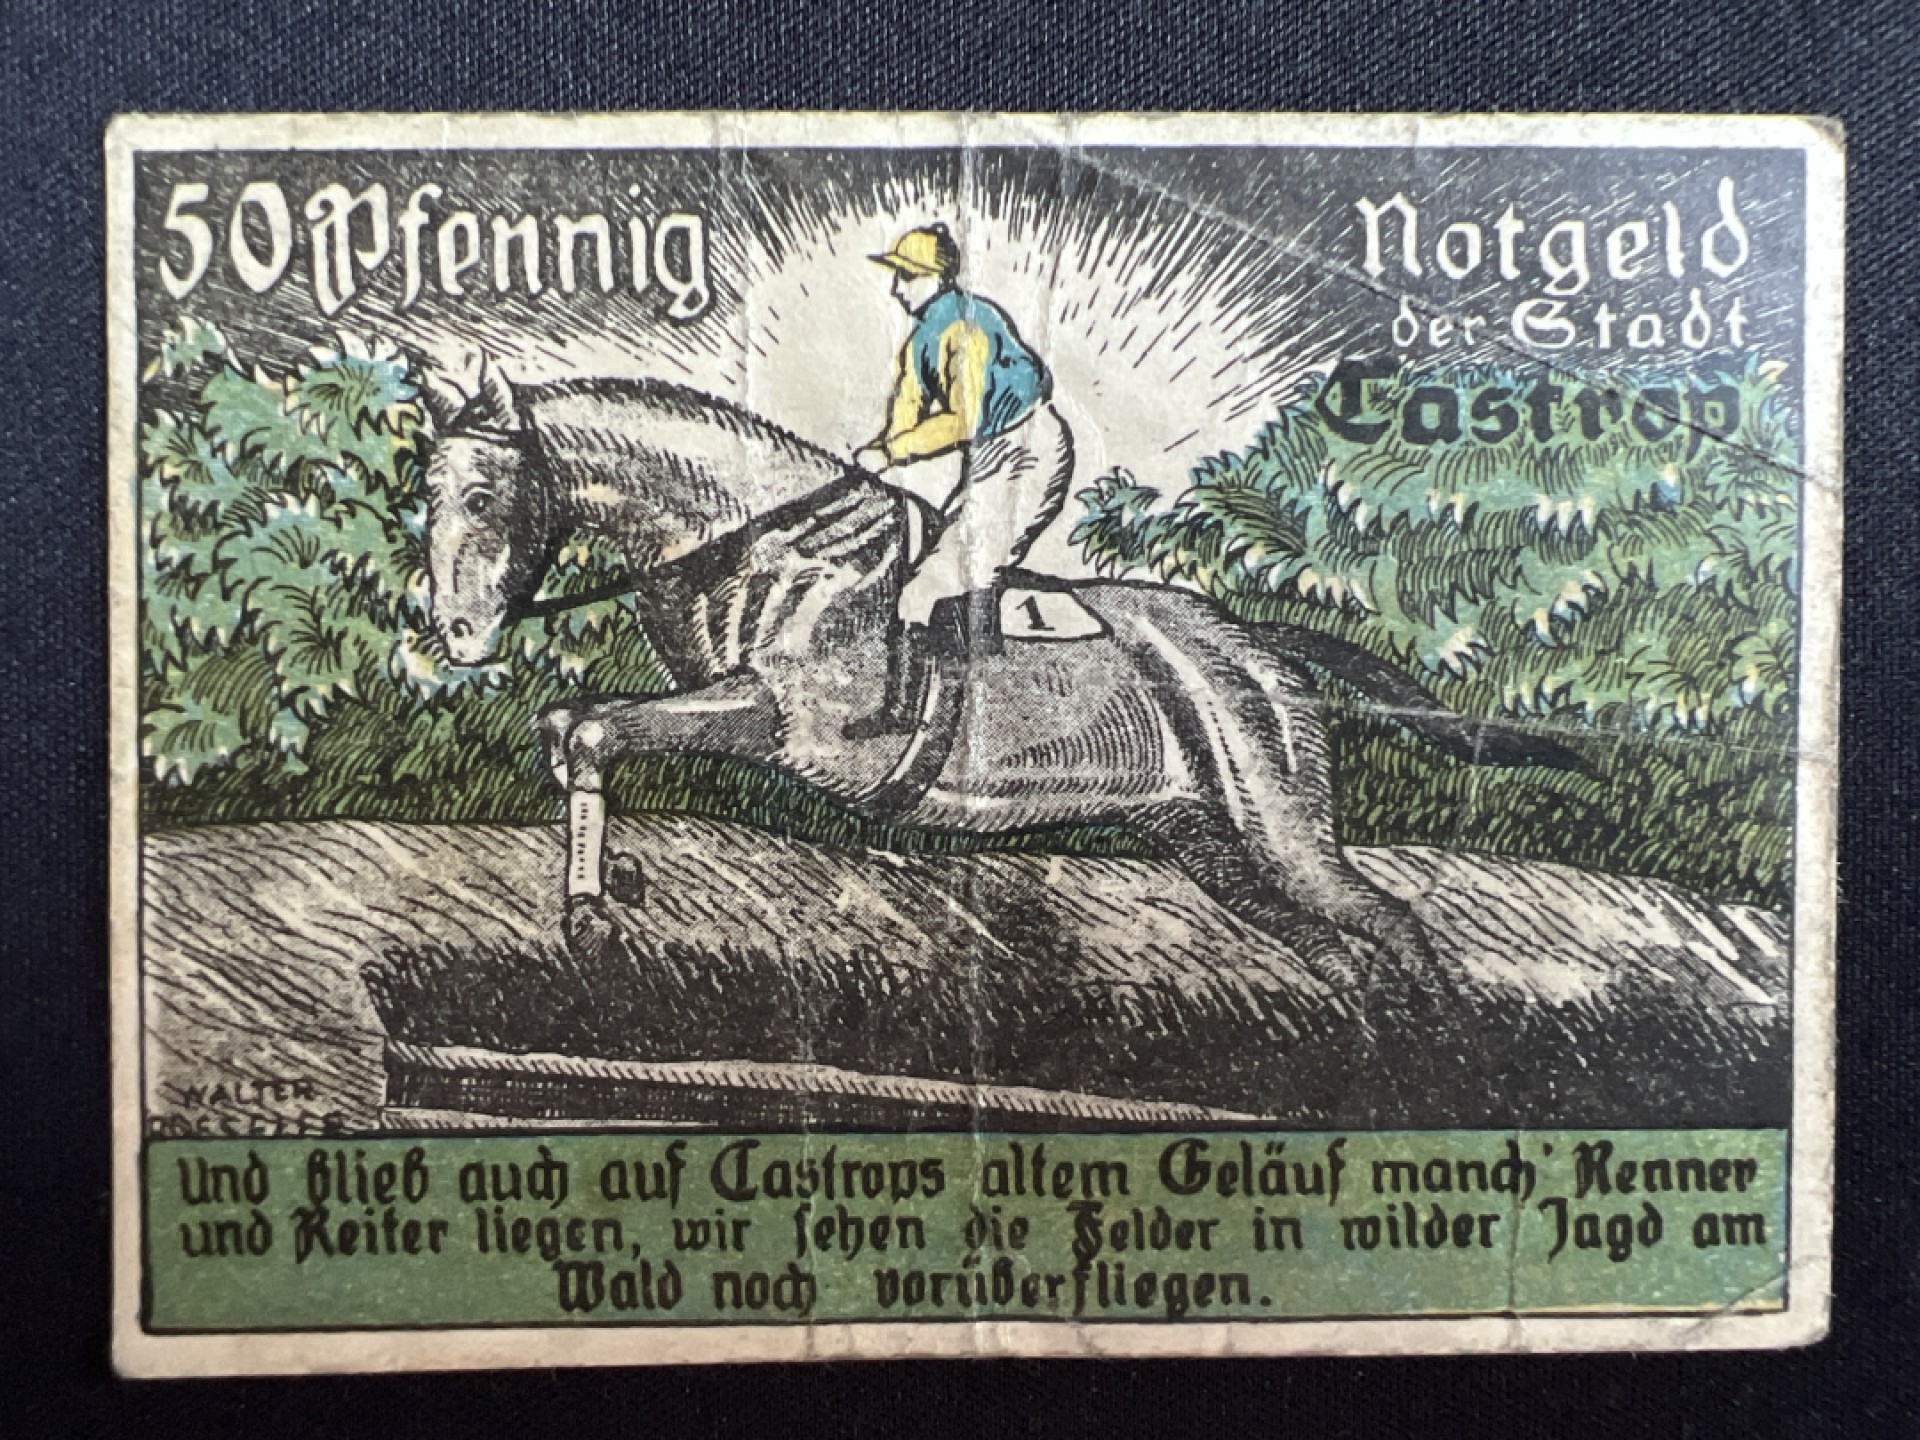 50 Pfennig
Notgeld
der Stadt
Castrop
1
WALTER
Und blieb auch auf Castrops altem Geläuf manch' Renner
und Reiter liegen, wir sehen die Felder in wilder Jagd am
Wald noch vorüberfliegen.